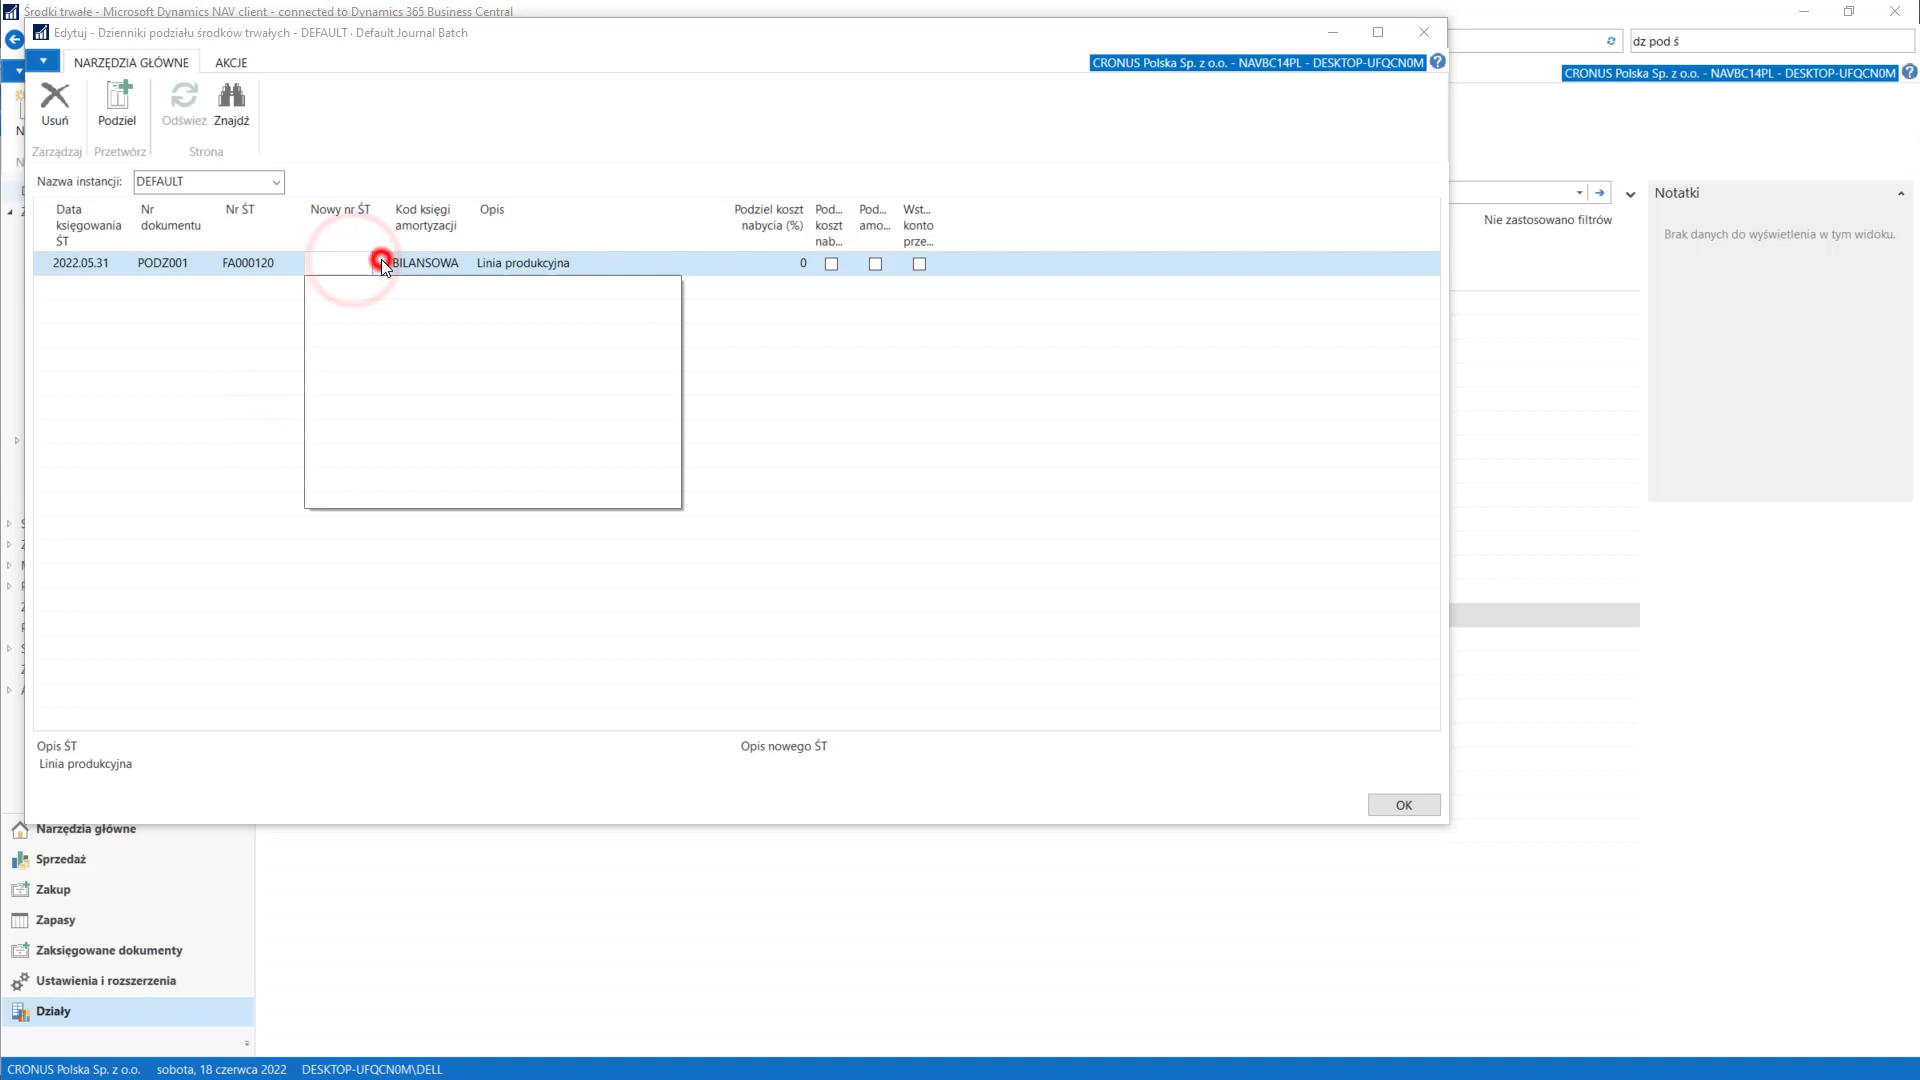 Środki trwałe - Microsoft Dynamics NAV client - connected to Dynamics 365 Business Central
Edytuj - Dzienniki podziału środków trwałych - DEFAULT · Default Journal Batch
dz pod ś
NARZĘDZIA GŁÓWNE
AKCJE
CRONUS Polska Sp. z o.o. - NAVBC14PL - DESKTOP-UFQCN0M
CRONUS Polska Sp. z o.o. - NAVBC14PL - DESKTOP-UFQCN0M
Usuń
Podziel
Odśwież
Znajdź
Zarządzaj
Przetwórz
Strona
Nazwa instancji:
DEFAULT
Notatki
Nie zastosowano filtrów
Brak danych do wyświetlenia w tym widoku.
Data księgowania ŚT
Nr dokumentu
Nr ŚT
Nowy nr ŚT
Kod księgi amortyzacji
Opis
Podziel koszt nabycia (%)
Pod... koszt nab...
Pod... amo...
Wst... konto prze...
2022.05.31
PODZ001
FA000120
BILANSOWA
Linia produkcyjna
0
Opis ŚT
Opis nowego ŚT
Linia produkcyjna
OK
Narzędzia główne
Sprzedaż
Zakup
Zapasy
Zaksięgowane dokumenty
Ustawienia i rozszerzenia
Działy
CRONUS Polska Sp. z o.o.
sobota, 18 czerwca 2022
DESKTOP-UFQCN0M\DELL